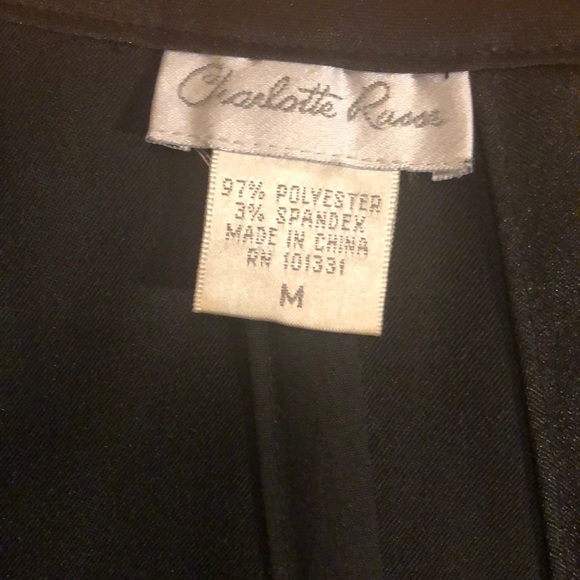 Charlotte Russe
97% POLYESTER
3% SPANDEX
MADE IN CHINA
RN 101331
M